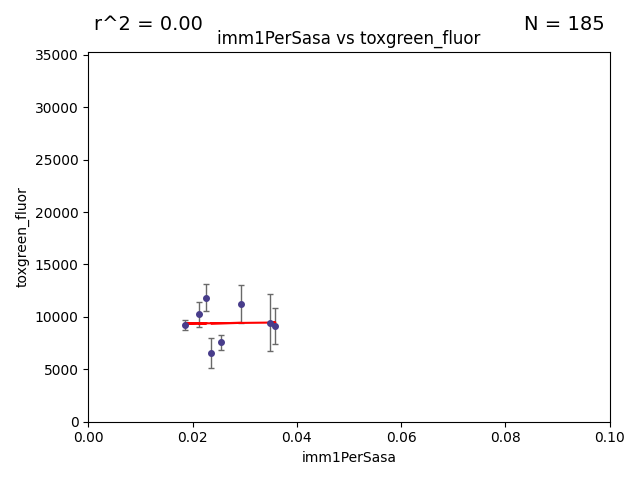 r^2 = 0.00
N = 185
imm1PerSasa vs toxgreen_fluor
35000
30000
25000
20000
15000
10000
5000
0
toxgreen_fluor
0.00
0.02
0.04
0.06
0.08
0.10
imm1PerSasa